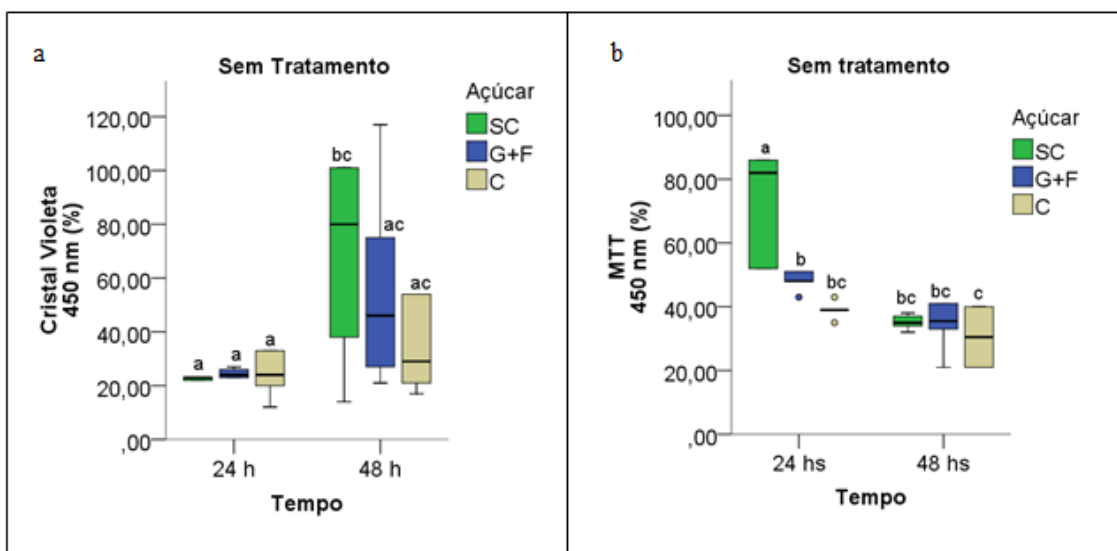 a
Sem Tratamento
Açúcar
SC
G+F
C
120,00
100,00
80,00
60,00
40,00
20,00
,00
Cristal Violeta
450 nm (%)
a
a
a
bc
ac
ac
24 h
48 h
Tempo
b
Sem tratamento
Açúcar
SC
G+F
C
100,00
80,00
60,00
40,00
20,00
,00
MTT
450 nm (%)
a
b
bc
bc
bc
c
24 hs
48 hs
Tempo